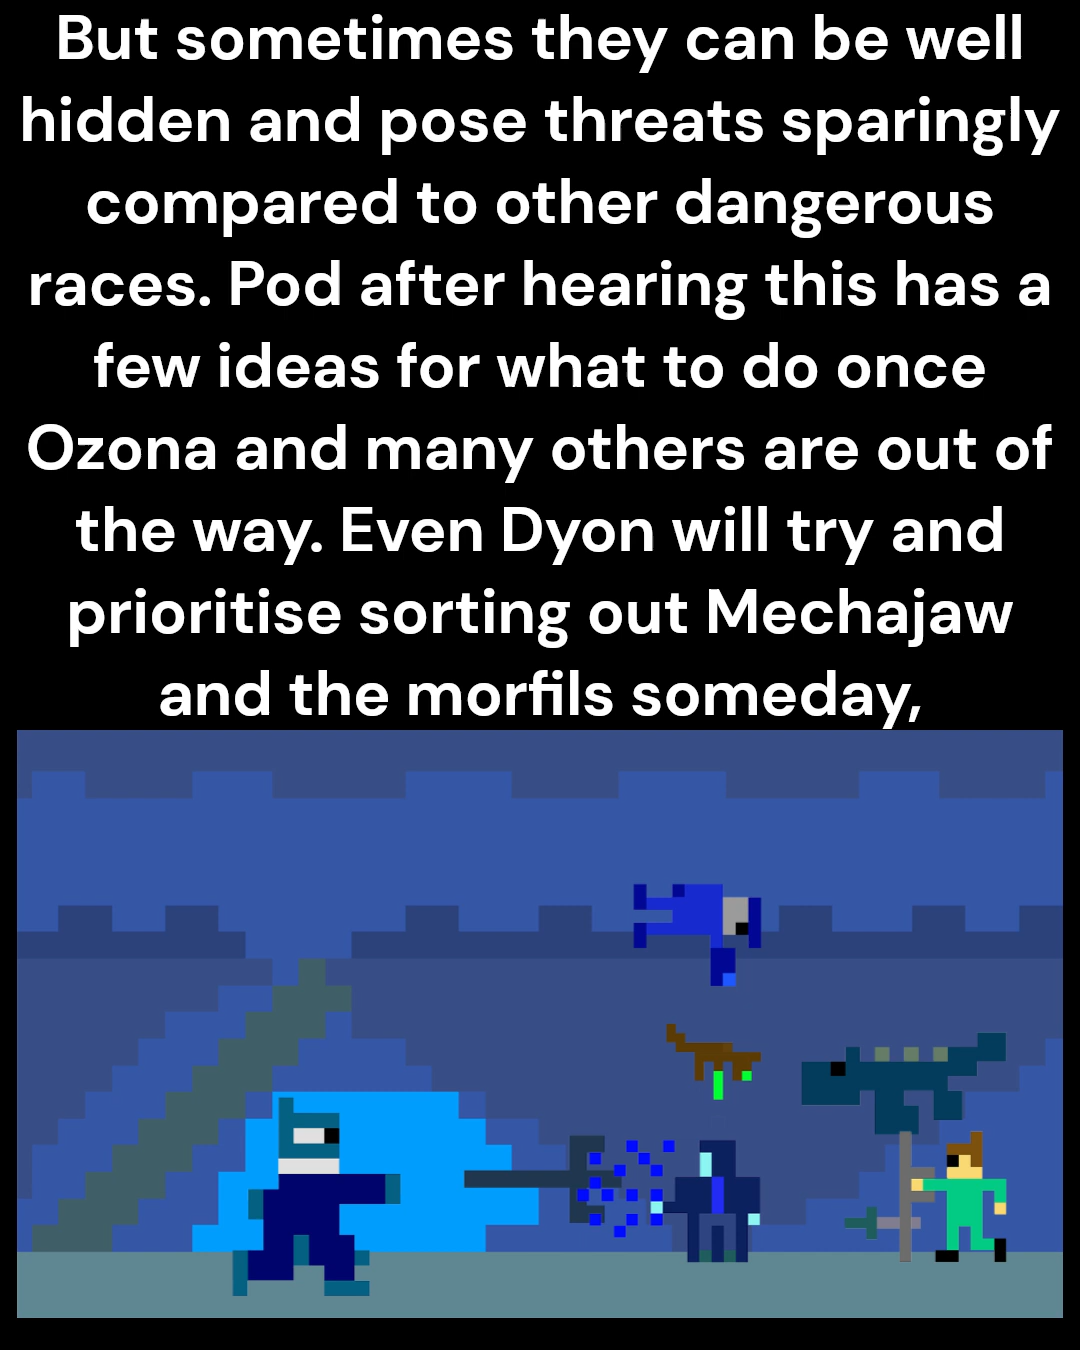 But sometimes they can be well
hidden and pose threats sparingly
compared to other dangerous
races. Pod after hearing this has a
few ideas for what to do once
Ozona and many others are out of
the way. Even Dyon will try and
prioritise sorting out Mechajaw
and the morfils someday,